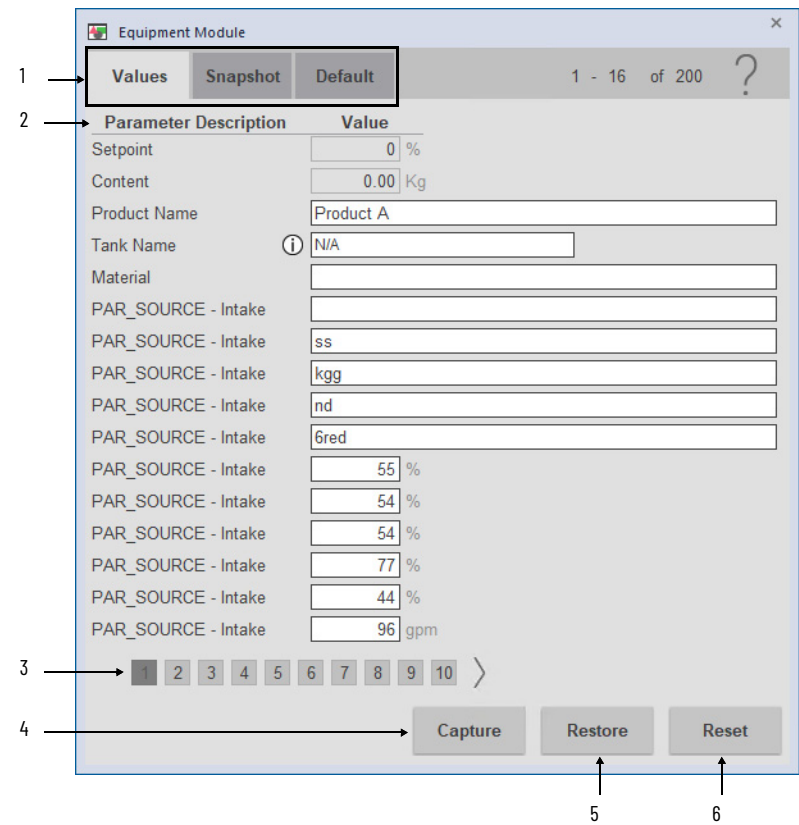 Equipment Module
×
1
Values Snapshot Default 1 - 16 of 200 ?
2
Parameter Description Value
Setpoint 0 %
Content 0.00 Kg
Product Name Product A
Tank Name i N/A
Material
PAR_SOURCE - Intake
PAR_SOURCE - Intake ss
PAR_SOURCE - Intake kgg
PAR_SOURCE - Intake nd
PAR_SOURCE - Intake 6red
PAR_SOURCE - Intake 55 %
PAR_SOURCE - Intake 54 %
PAR_SOURCE - Intake 54 %
PAR_SOURCE - Intake 77 %
PAR_SOURCE - Intake 44 %
PAR_SOURCE - Intake 96 gpm
3
1 2 3 4 5 6 7 8 9 10 >
4
Capture Restore Reset
5 6